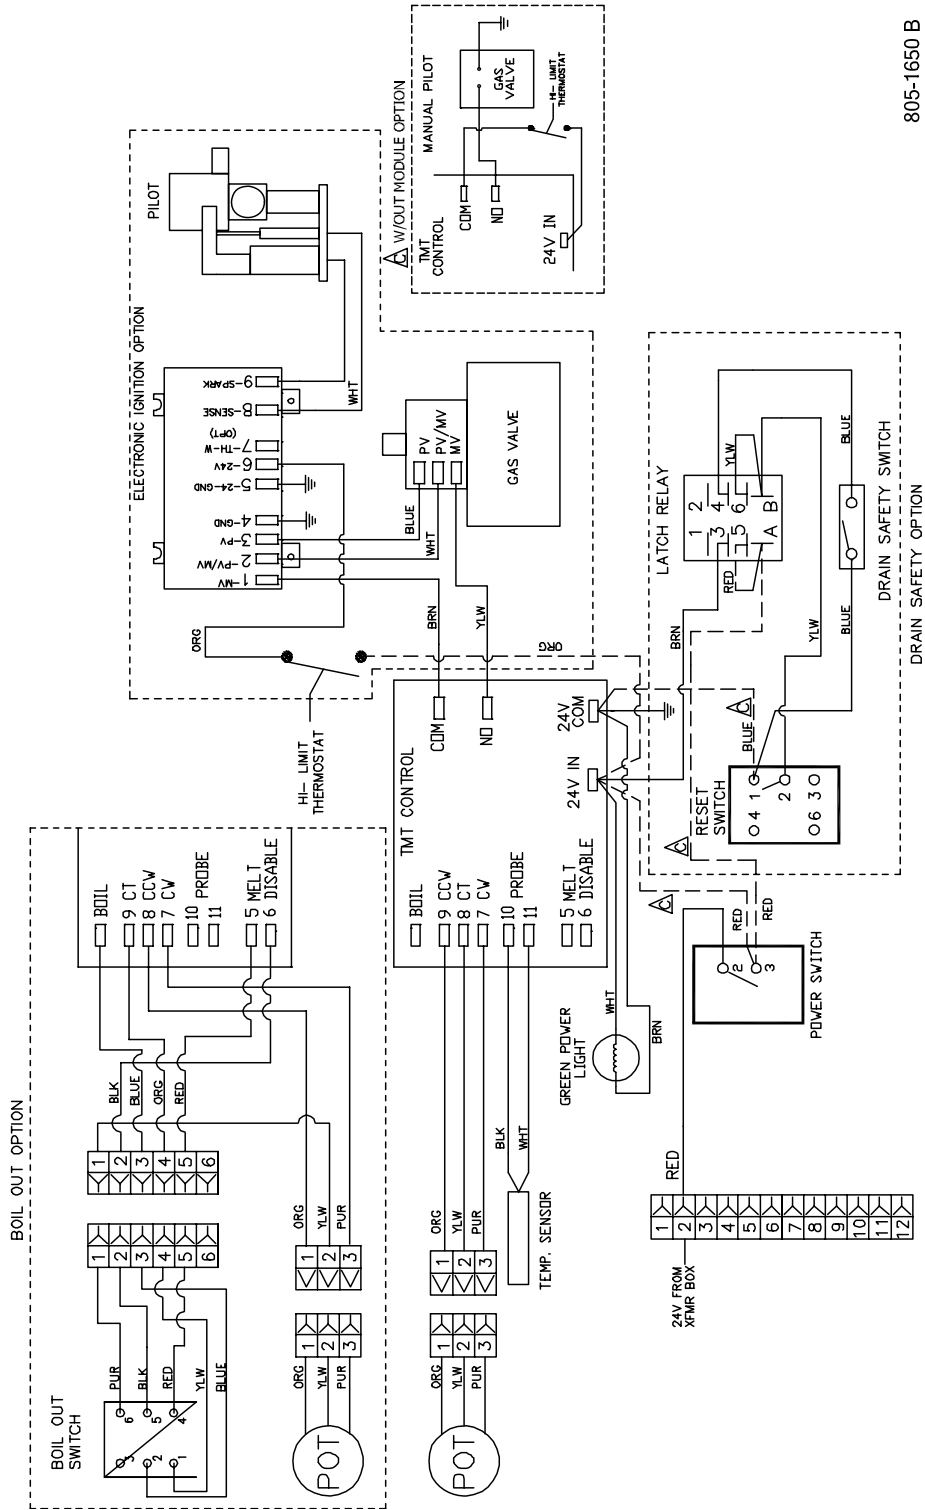 805-1650 B
W/OUT MODULE OPTION
MANUAL PILOT
GAS
VALVE
HI- LIMIT
THERMOSTAT
COM
NO
TMT
CONTROL
24V IN
C
PILOT
ELECTRONIC IGNITION OPTION
9-SPARK
8-SENSE
(OPT)
7-TH-W
6-24V
5-24-GND
4-GND
3-PV
2-PV/MV
1-MV
WHT
ORG
BLUE
WHT
PV
PV/MV
MV
GAS VALVE
BRN
YLW
ORG
HI- LIMIT
THERMOSTAT
COM
NO
TMT CONTROL
24V
COM
24V IN
BOIL
9 CCW
8 CT
7 CW
10
PROBE
11
5 MELT
6 DISABLE
LATCH RELAY
1 2
3 4
5 6
A B
RED
YLW
BRN
BLUE
YLW
BLUE
DRAIN SAFETY SWITCH
DRAIN SAFETY OPTION
BLUE
C
RESET
SWITCH
4 1
2
6 3
C
C
RED
RED
2
3
POWER SWITCH
GREEN POWER
LIGHT
WHT
BRN
RED
1
2
3
4
5
6
7
8
9
10
11
12
24V FROM
XFMR BOX
BLK
WHT
TEMP. SENSOR
ORG
YLW
PUR
1
2
3
1
2
3
ORG
YLW
PUR
POT
BOIL OUT OPTION
BOIL
9 CT
8 CCW
7 CW
10
PROBE
11
5 MELT
6 DISABLE
BLK
BLUE
ORG
RED
1
2
3
4
5
6
1
2
3
4
5
6
PUR
BLK
RED
YLW
BLUE
BOIL OUT
SWITCH
3 6
2 5
1 4
ORG
YLW
PUR
1
2
3
1
2
3
ORG
YLW
PUR
POT